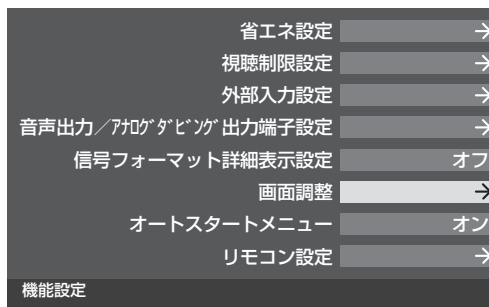 省エネ設定 →
視聴制限設定 →
外部入力設定 →
音声出力／ｱﾅﾛｸﾞﾀﾞﾋﾞﾝｸﾞ出力端子設定 →
信号フォーマット詳細表示設定 オフ
画面調整 →
オートスタートメニュー オン
リモコン設定 →
機能設定